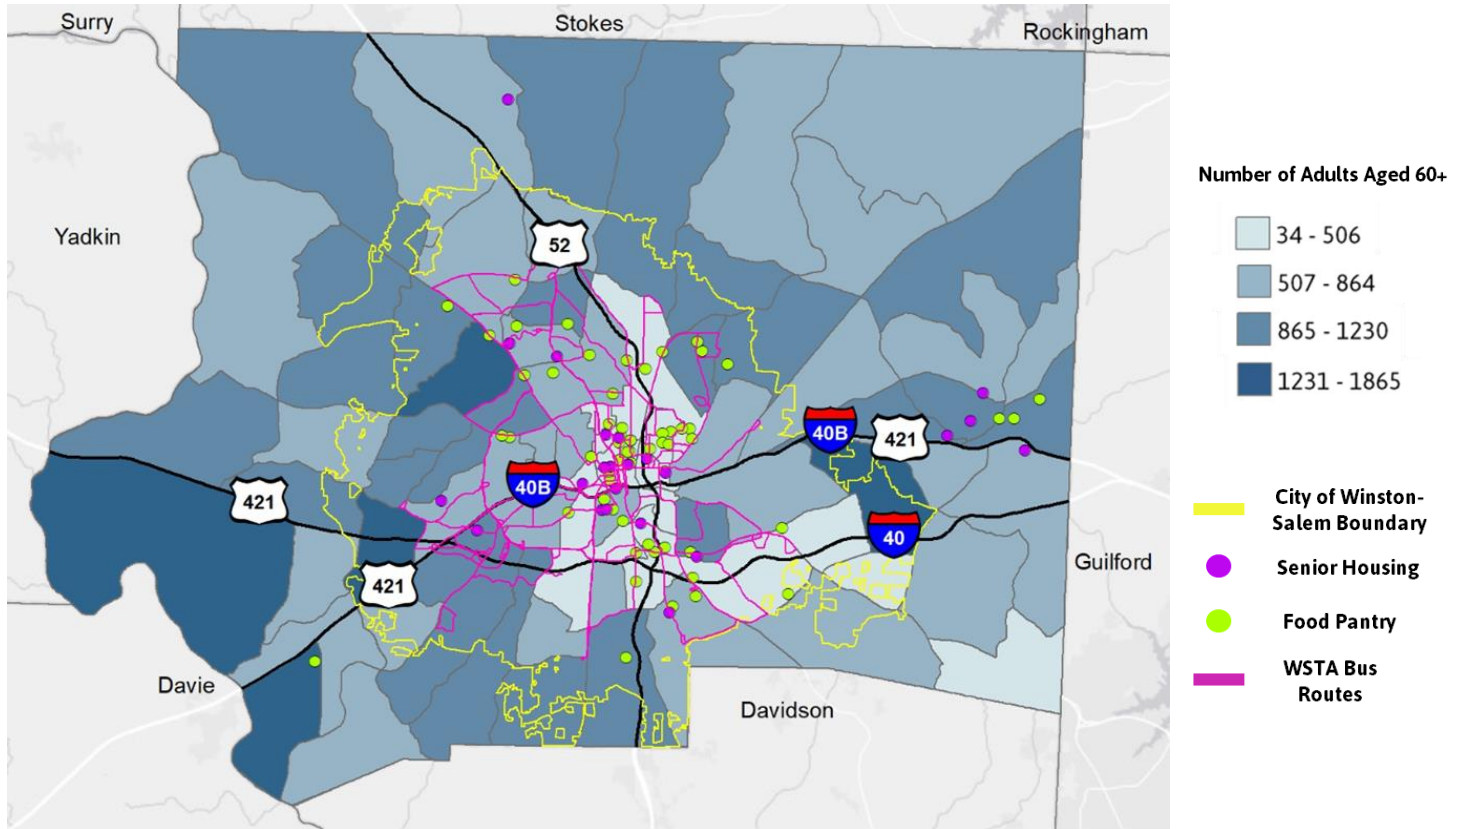 Surry
Stokes
Rockingham
Yadkin
52
40B
421
40B
421
40
421
Guilford
Davie
Davidson
Number of Adults Aged 60+
34 - 506
507 - 864
865 - 1230
1231 - 1865
City of Winston-
Salem Boundary
Senior Housing
Food Pantry
WSTA Bus
Routes